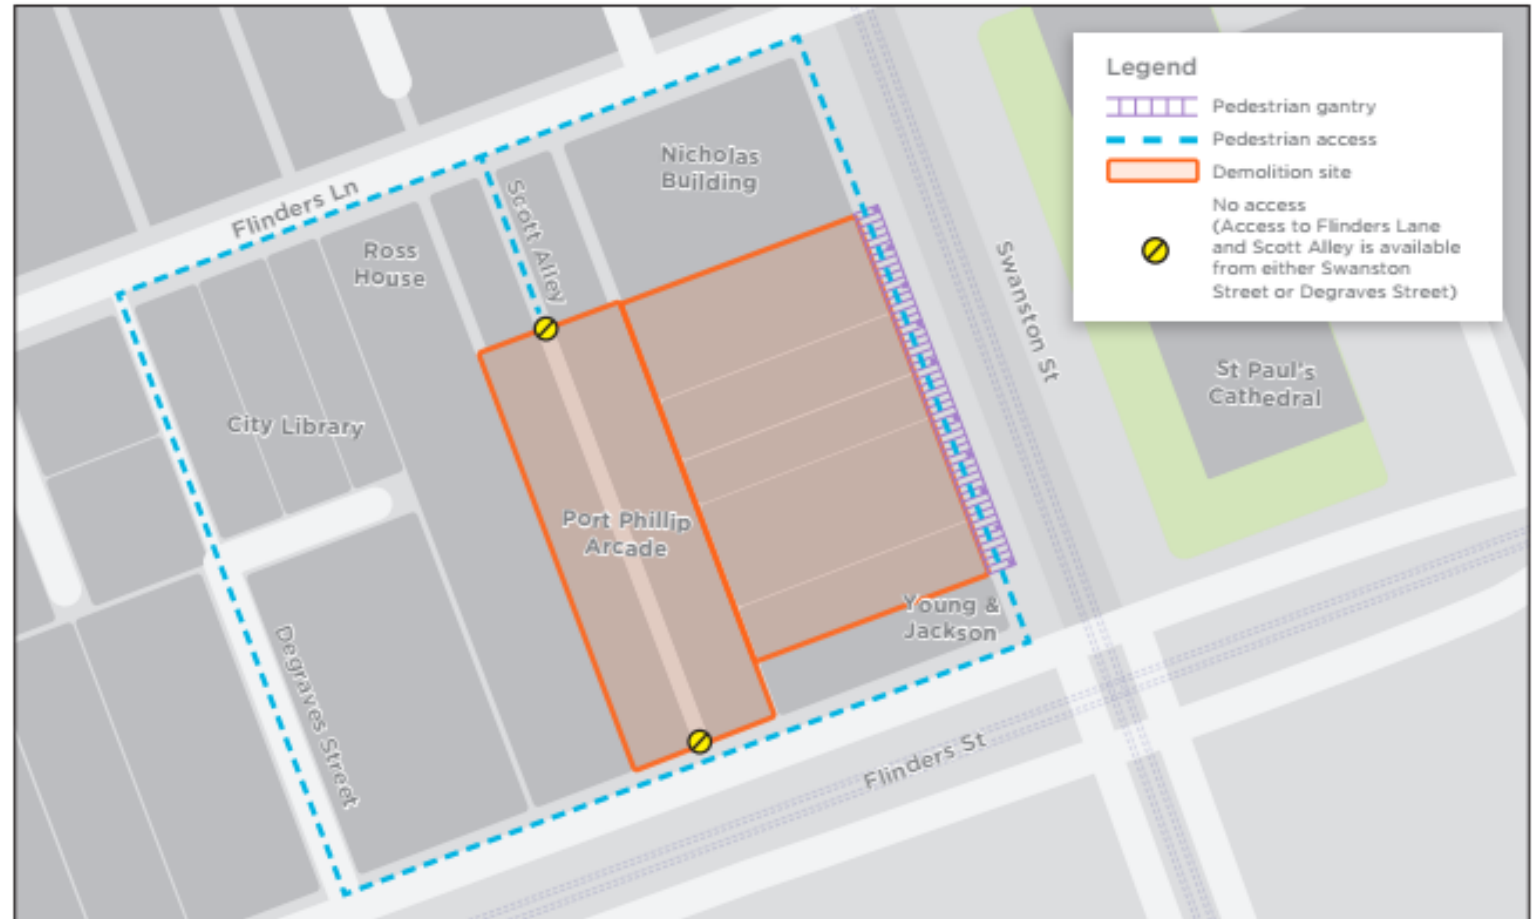 Legend
Pedestrian gantry
Pedestrian access
Demolition site
No access
(Access to Flinders Lane
and Scott Alley is available
from either Swanston
Street or Degraves Street)
Nicholas
Building
Flinders Ln
Scott Alley
Ross
House
Swanston St
St Paul's
Cathedral
City Library
Port Phillip
Arcade
Young &
Jackson
Degraves Street
Flinders St